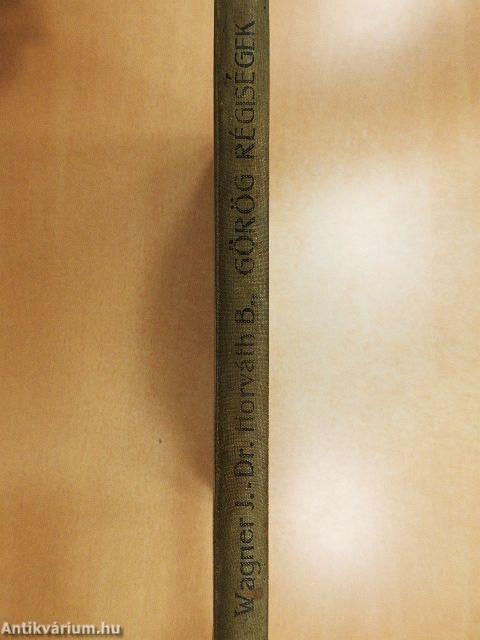 Wagner J.-Dr. Horváth B., GÖRÖG RÉGISÉGEK
Antikvárium.hu